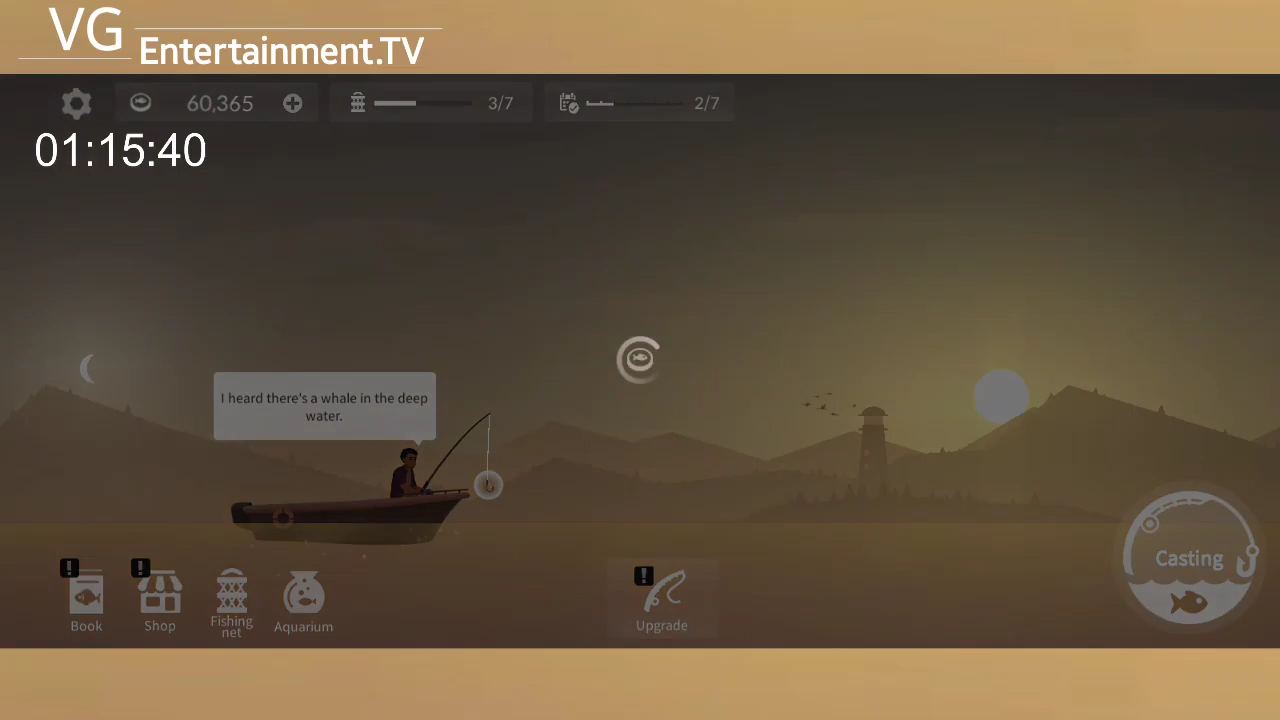 VG
Entertainment.TV
60,365
3/7
2/7
01:15:40
I heard there's a whale in the deep
water.
Casting
Book
Shop
Fishing
net
Aquarium
Upgrade